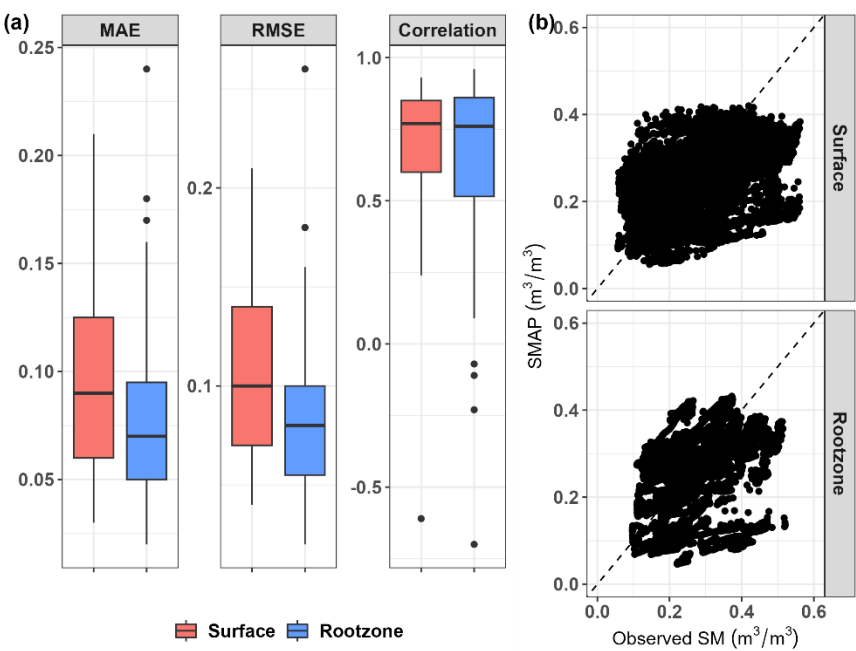 (a)
MAE
RMSE
Correlation
0.25
0.20
0.15
0.10
0.05
0.2
0.1
1.0
0.5
0.0
-0.5
Surface
Rootzone
(b)
0.6
0.4
0.2
0.0
Surface
0.6
0.4
0.2
0.0
Rootzone
SMAP (m³/m³)
0.0 0.2 0.4 0.6
Observed SM (m³/m³)